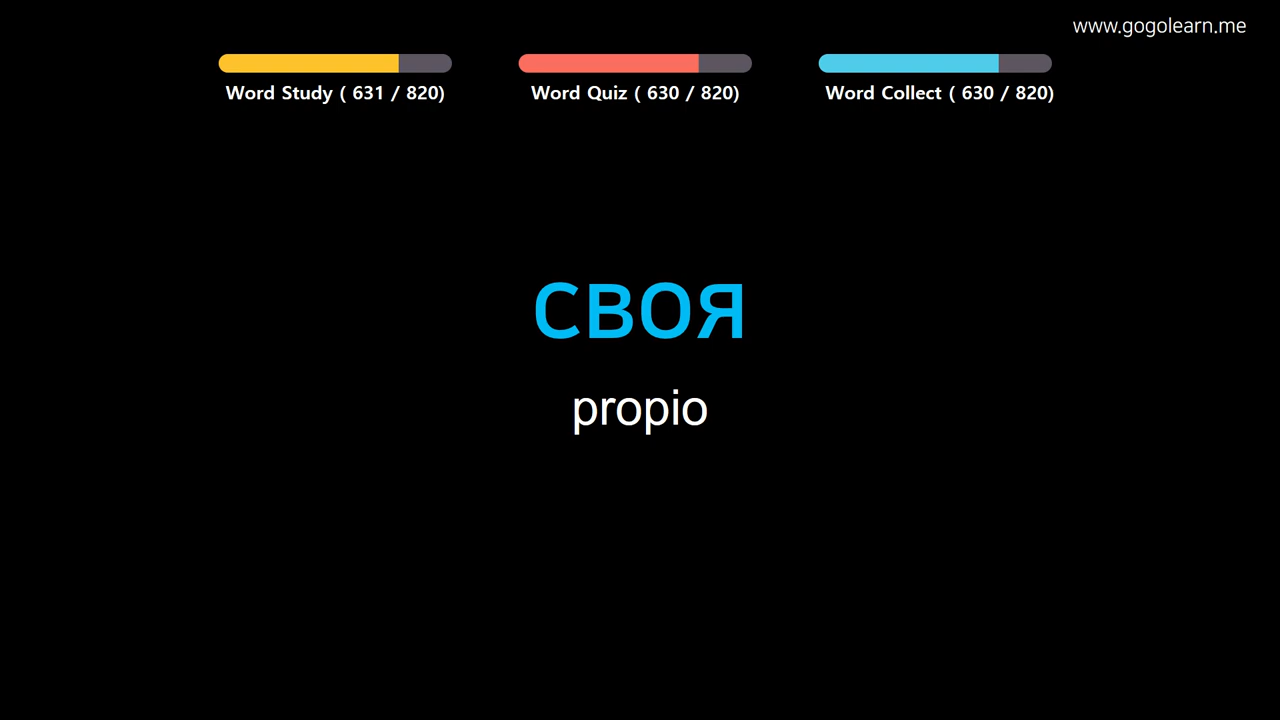 www.gogolearn.me
Word Study ( 631 / 820)
Word Quiz ( 630 / 820)
Word Collect ( 630 / 820)
своя
propio